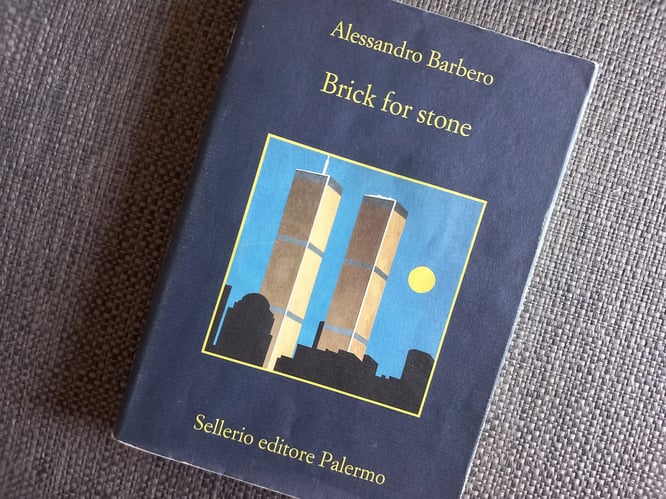 Alessandro Barbero
Brick for stone
Sellerio editore Palermo